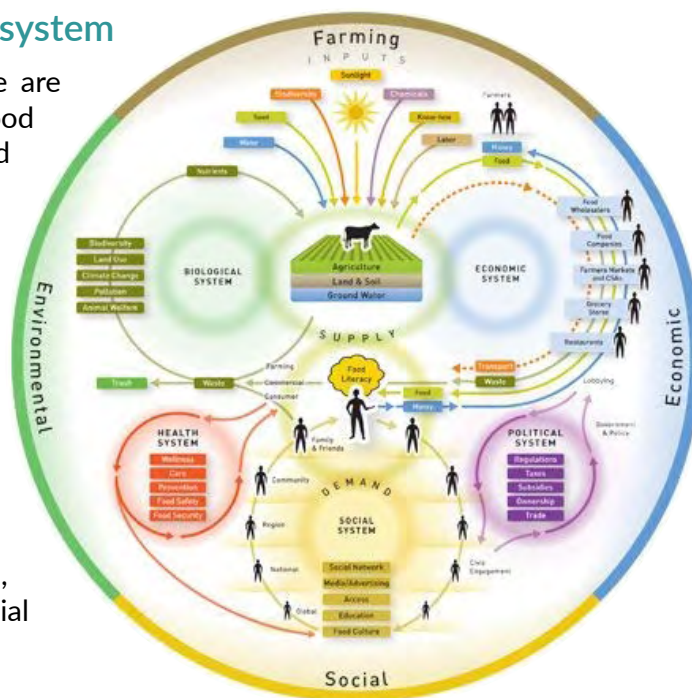 system
e are
ood
d
,
ial
Farming
INPUTS
Sunlight
Biodiversity
Chemicals
Seed
Know-how
Water
Labor
Farmers
Money
Food
Nutrients
Food Wholesalers
Food Companies
Farmers Markets and CSAs
Grocery Stores
Restaurants
Biodiversity
Land Use
Climate Change
Pollution
Animal Welfare
BIOLOGICAL SYSTEM
Agriculture
Land & Soil
Ground Water
ECONOMIC SYSTEM
Environmental
Economic
SUPPLY
Food Literacy
Farming
Commercial
Consumer
Trash
Waste
Transport
Waste
Food
Money
Lobbying
Government & Policy
HEALTH SYSTEM
Wellness
Care
Prevention
Food Safety
Food Security
Family & Friends
Community
Region
National
Global
DEMAND
SOCIAL SYSTEM
Social Network
Media/Advertising
Access
Education
Food Culture
POLITICAL SYSTEM
Regulations
Taxes
Subsidies
Ownership
Trade
Civic Engagement
Social